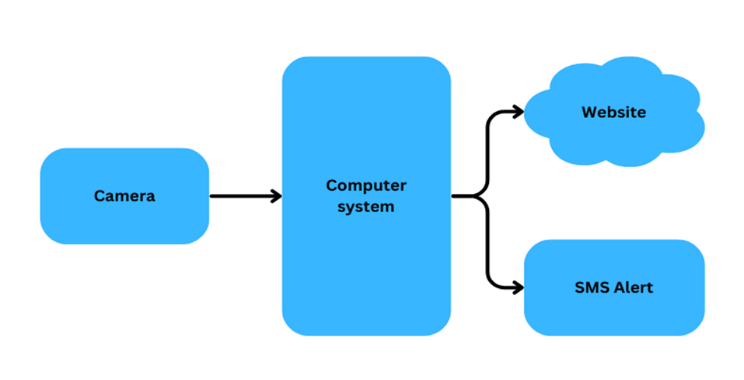 Camera
Computer
system
Website
SMS Alert